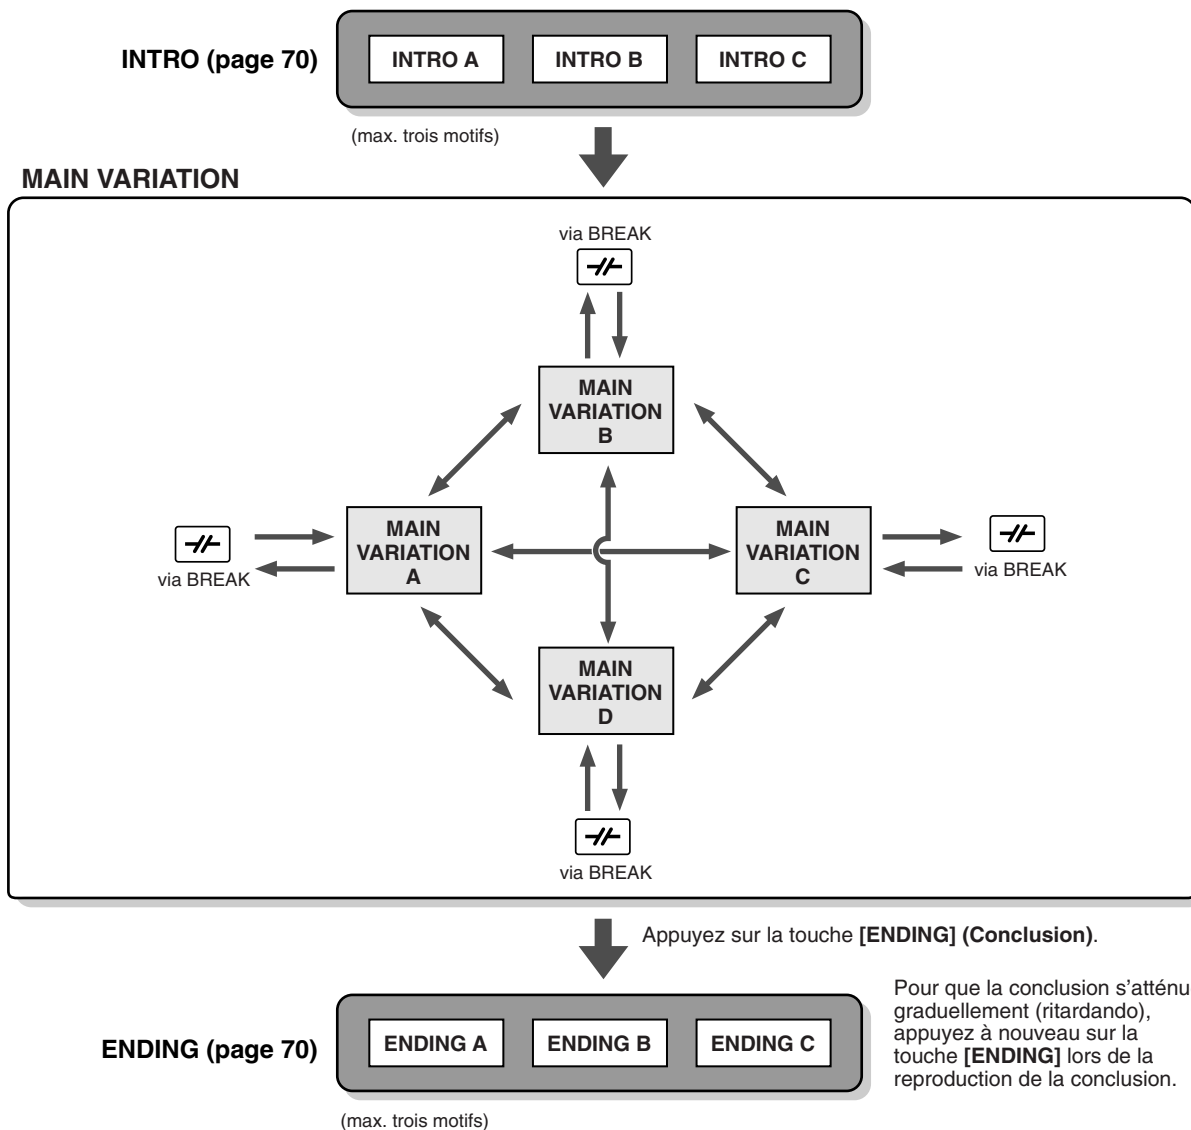 INTRO (page 70)
INTRO A
INTRO B
INTRO C
(max. trois motifs)
MAIN VARIATION
via BREAK
MAIN
VARIATION
B
MAIN
VARIATION
A
via BREAK
MAIN
VARIATION
C
via BREAK
MAIN
VARIATION
D
via BREAK
Appuyez sur la touche [ENDING] (Conclusion).
ENDING (page 70)
ENDING A
ENDING B
ENDING C
(max. trois motifs)
Pour que la conclusion s'atténu
graduellement (ritardando),
appuyez à nouveau sur la
touche [ENDING] lors de la
reproduction de la conclusion.